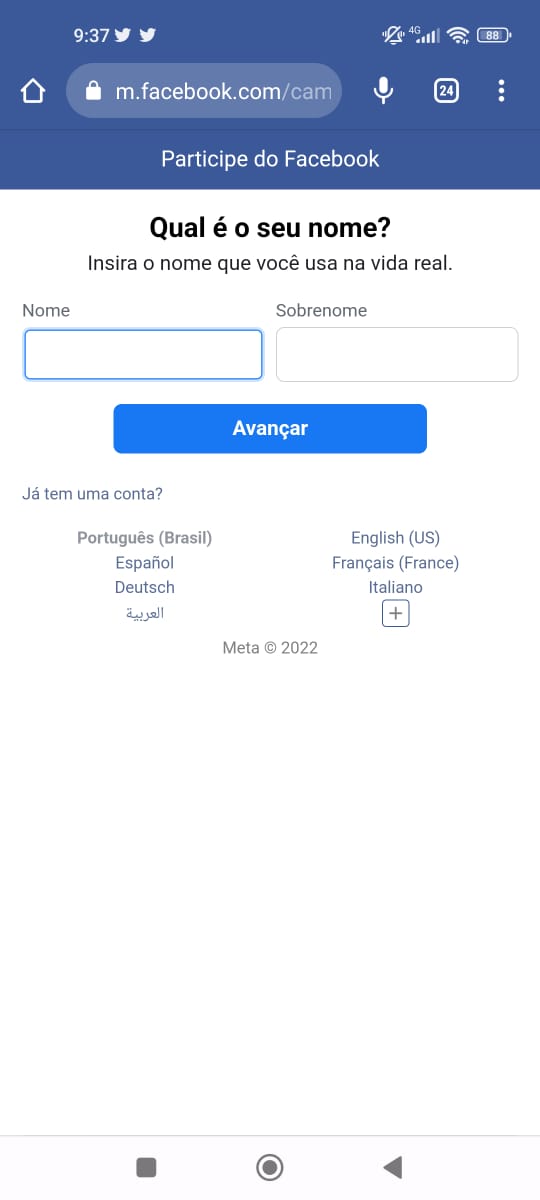 9:37 4G 88
m.facebook.com/cam 24
Participe do Facebook
Qual é o seu nome?
Insira o nome que você usa na vida real.
Nome Sobrenome
Avançar
Já tem uma conta?
Português (Brasil) English (US)
Español Français (France)
Deutsch Italiano
العربية +
Meta © 2022